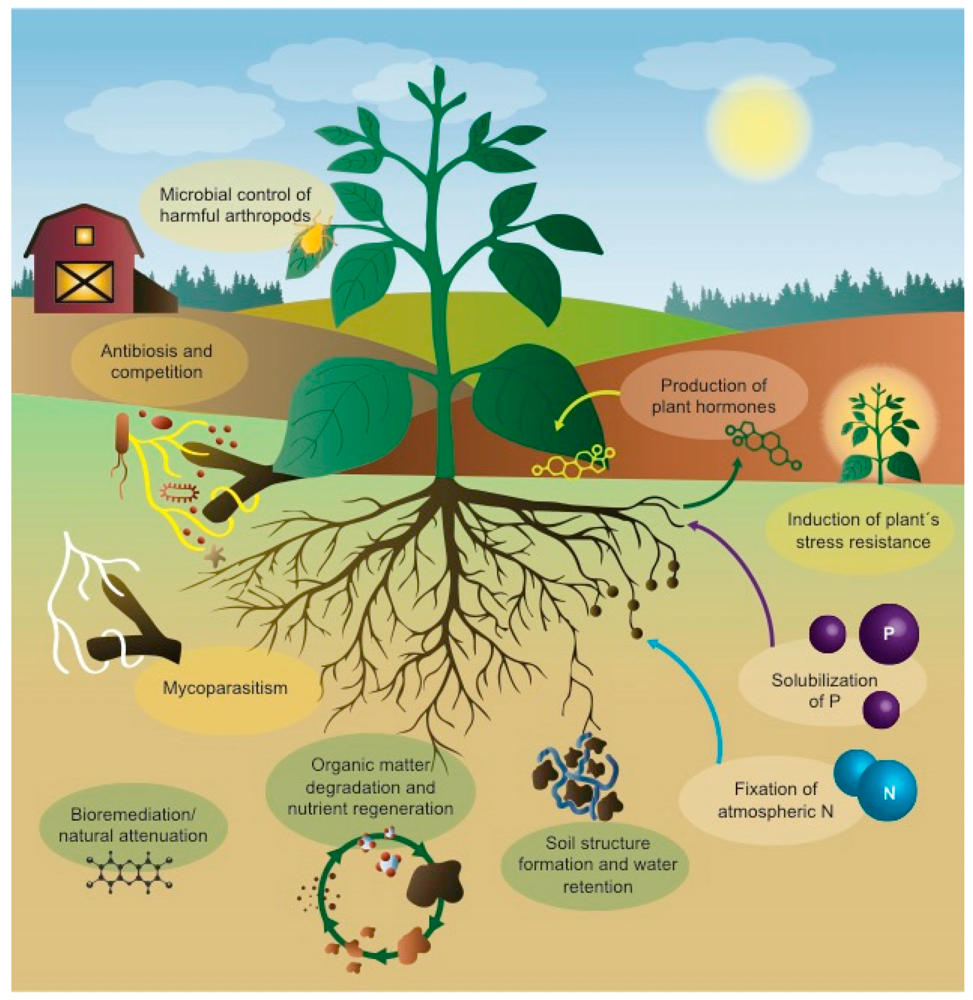 Microbial control of
harmful arthropods
Antibiosis and
competition
Production of
plant hormones
Induction of plant´s
stress resistance
P
Solubilization
of P
Mycoparasitism
Organic matter/
degradation and
nutrient regeneration
N
Fixation of
atmospheric N
Bioremediation/
natural attenuation
Soil structure
formation and water
retention